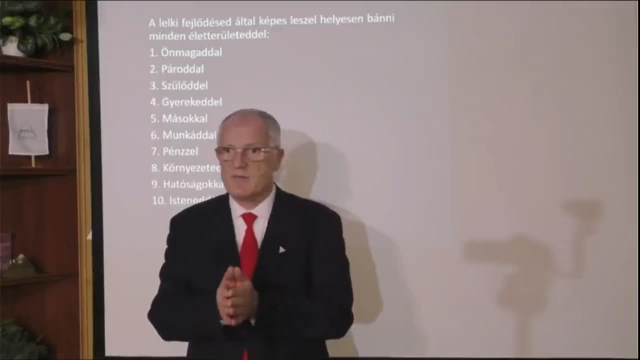 A lelki fejlődésed által képes leszel helyesen bánni
minden életterületeddel:
1. Önmagaddal
2. Pároddal
3. Szülőddel
4. Gyerekeddel
5. Másokkal
6. Munkáddal
7. Pénzzel
8. Környezeted
9. Hatóságokka
10. Istened